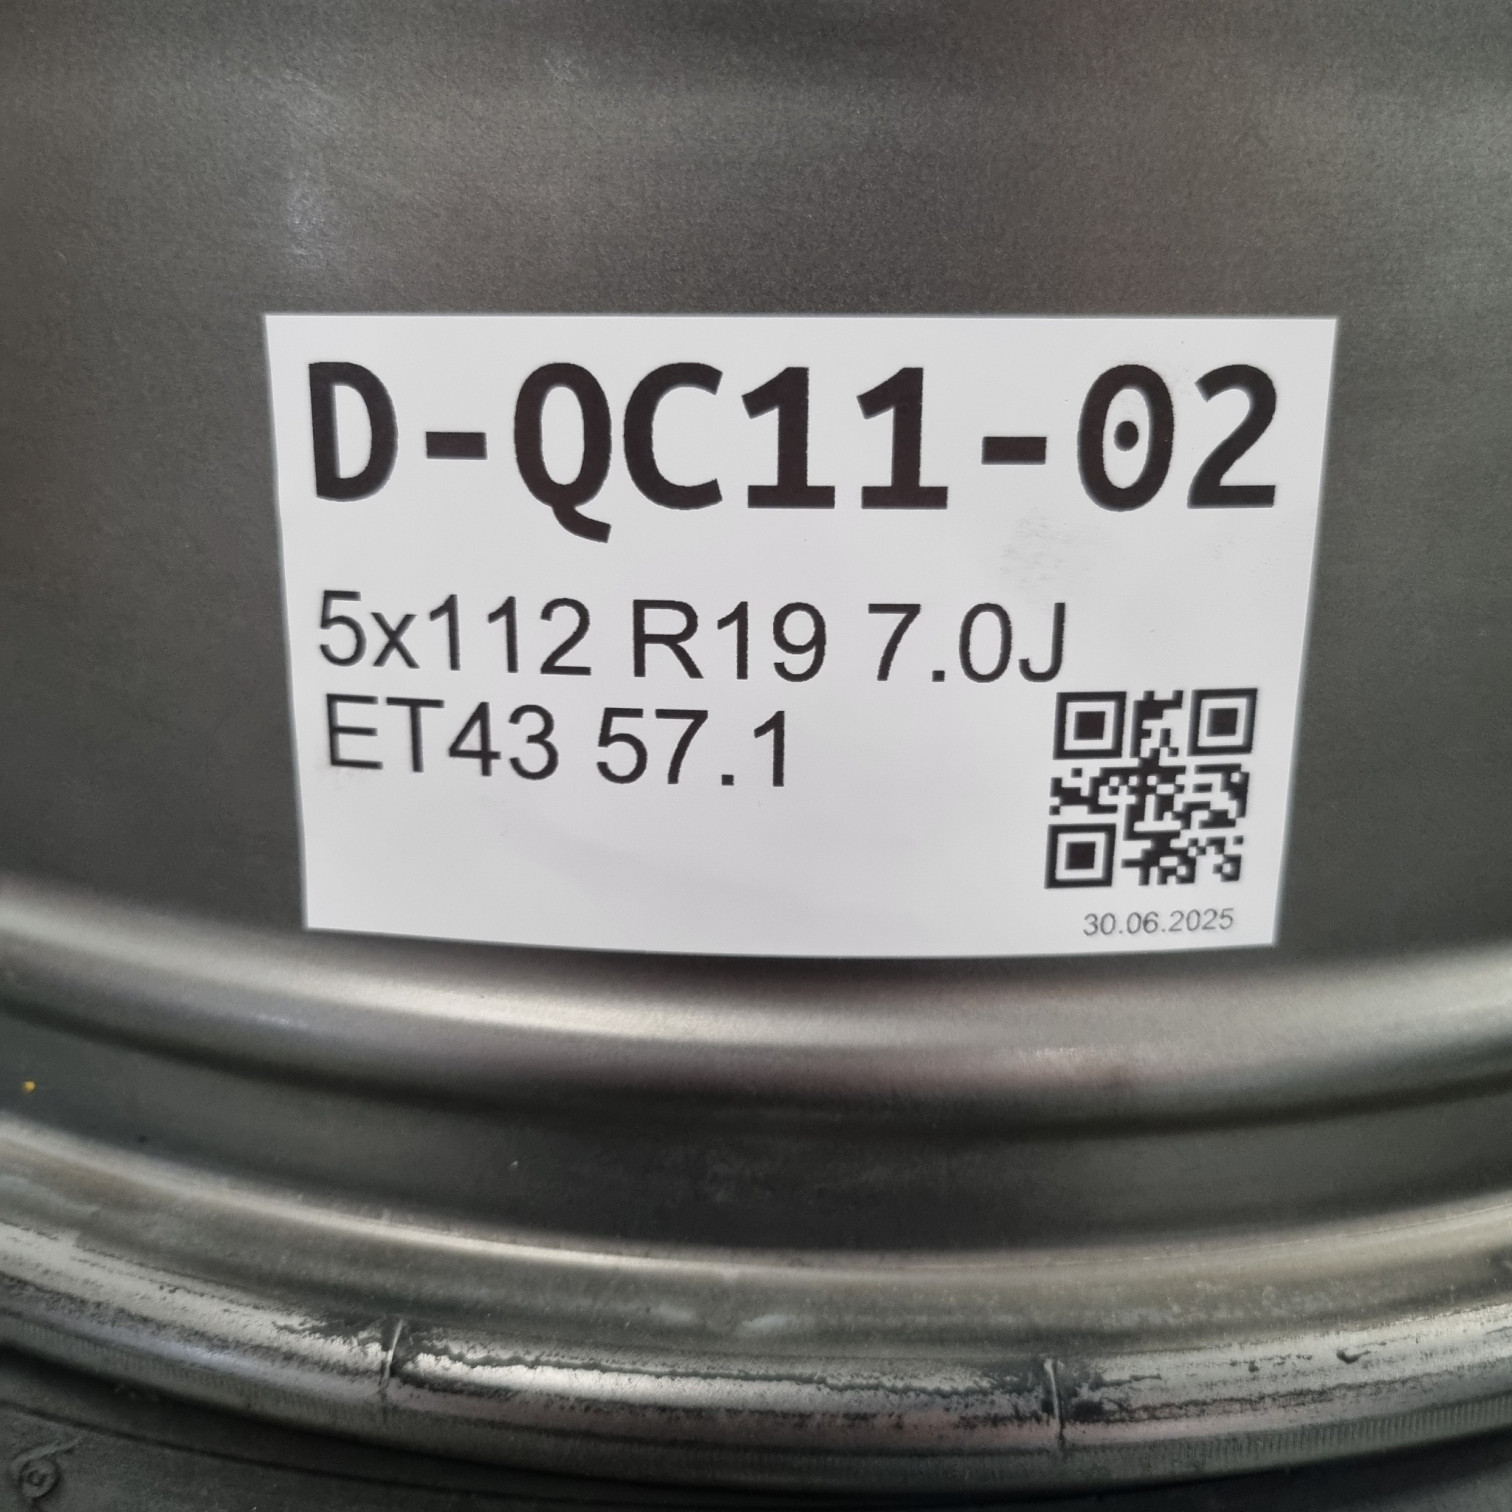 D-QC11-02
5x112 R19 7.0J
ET43 57.1
30.06.2025